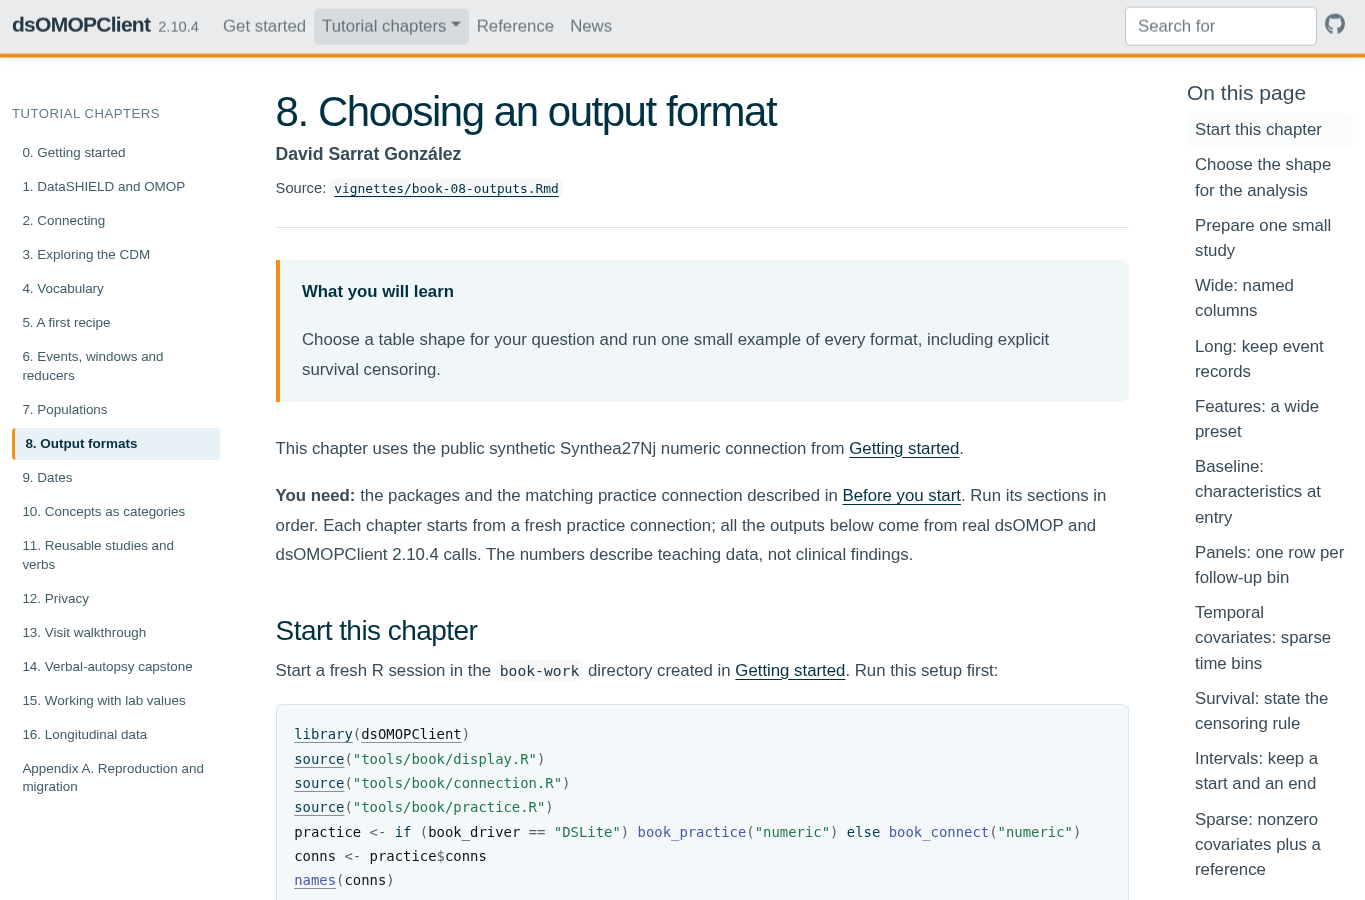 dsOMOPClient 2.10.4 Get started Tutorial chapters Reference News Search for
TUTORIAL CHAPTERS
0. Getting started
1. DataSHIELD and OMOP
2. Connecting
3. Exploring the CDM
4. Vocabulary
5. A first recipe
6. Events, windows and
reducers
7. Populations
8. Output formats
9. Dates
10. Concepts as categories
11. Reusable studies and
verbs
12. Privacy
13. Visit walkthrough
14. Verbal-autopsy capstone
15. Working with lab values
16. Longitudinal data
Appendix A. Reproduction and
migration
8. Choosing an output format
David Sarrat González
Source: vignettes/book-08-outputs.Rmd
What you will learn
Choose a table shape for your question and run one small example of every format, including explicit
survival censoring.
This chapter uses the public synthetic Synthea27Nj numeric connection from Getting started.
You need: the packages and the matching practice connection described in Before you start. Run its sections in
order. Each chapter starts from a fresh practice connection; all the outputs below come from real dsOMOP and
dsOMOPClient 2.10.4 calls. The numbers describe teaching data, not clinical findings.
Start this chapter
Start a fresh R session in the book-work directory created in Getting started. Run this setup first:
library(dsOMOPClient)
source("tools/book/display.R")
source("tools/book/connection.R")
source("tools/book/practice.R")
practice <- if (book_driver == "DSLite") book_practice("numeric") else book_connect("numeric")
conns <- practice$conns
names(conns)
On this page
Start this chapter
Choose the shape
for the analysis
Prepare one small
study
Wide: named
columns
Long: keep event
records
Features: a wide
preset
Baseline:
characteristics at
entry
Panels: one row per
follow-up bin
Temporal
covariates: sparse
time bins
Survival: state the
censoring rule
Intervals: keep a
start and an end
Sparse: nonzero
covariates plus a
reference